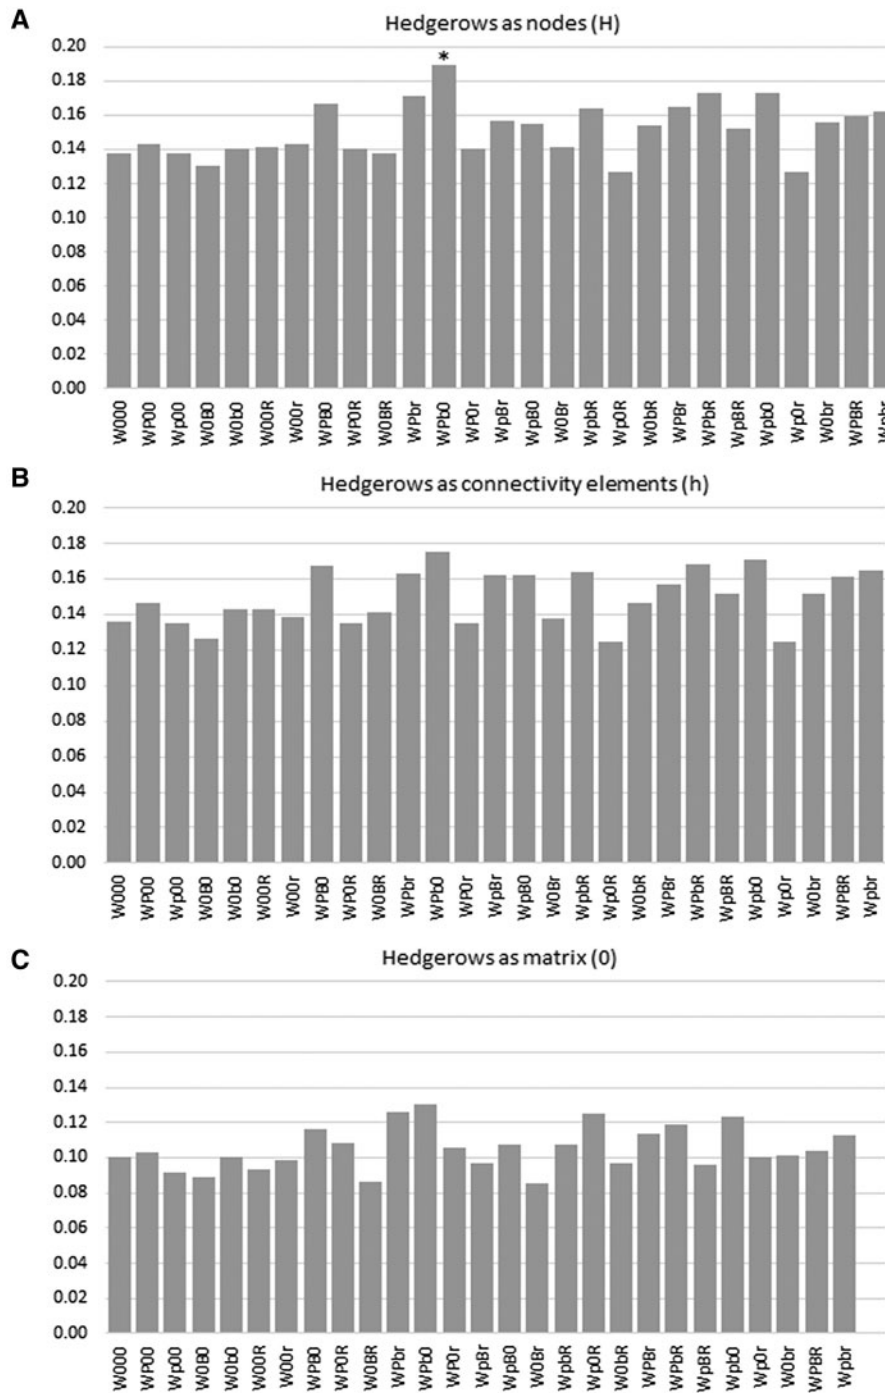 A
Hedgerows as nodes (H)
0.20
0.18
0.16
0.14
0.12
0.10
0.08
0.06
0.04
0.02
0.00
*
W000
WP00
Wp00
W0B0
W0b0
W00R
W00r
WPB0
WP0R
W0BR
WPbr
WPb0
WP0r
WpBr
WpB0
W0Br
WpbR
Wp0R
W0bR
WPBr
WPbR
WpBR
Wpb0
Wp0r
W0br
WPBR
Wpbr
B
Hedgerows as connectivity elements (h)
0.20
0.18
0.16
0.14
0.12
0.10
0.08
0.06
0.04
0.02
0.00
W000
WP00
Wp00
W0B0
W0b0
W00R
W00r
WPB0
WP0R
W0BR
WPbr
WPb0
WP0r
WpBr
WpB0
W0Br
WpbR
Wp0R
W0bR
WPBr
WPbR
WpBR
Wpb0
Wp0r
W0br
WPBR
Wpbr
C
Hedgerows as matrix (0)
0.20
0.18
0.16
0.14
0.12
0.10
0.08
0.06
0.04
0.02
0.00
W000
WP00
Wp00
W0B0
W0b0
W00R
W00r
WPB0
WP0R
W0BR
WPbr
WPb0
WP0r
WpBr
WpB0
W0Br
WpbR
Wp0R
W0bR
WPBr
WPbR
WpBR
Wpb0
Wp0r
W0br
WPBR
Wpbr